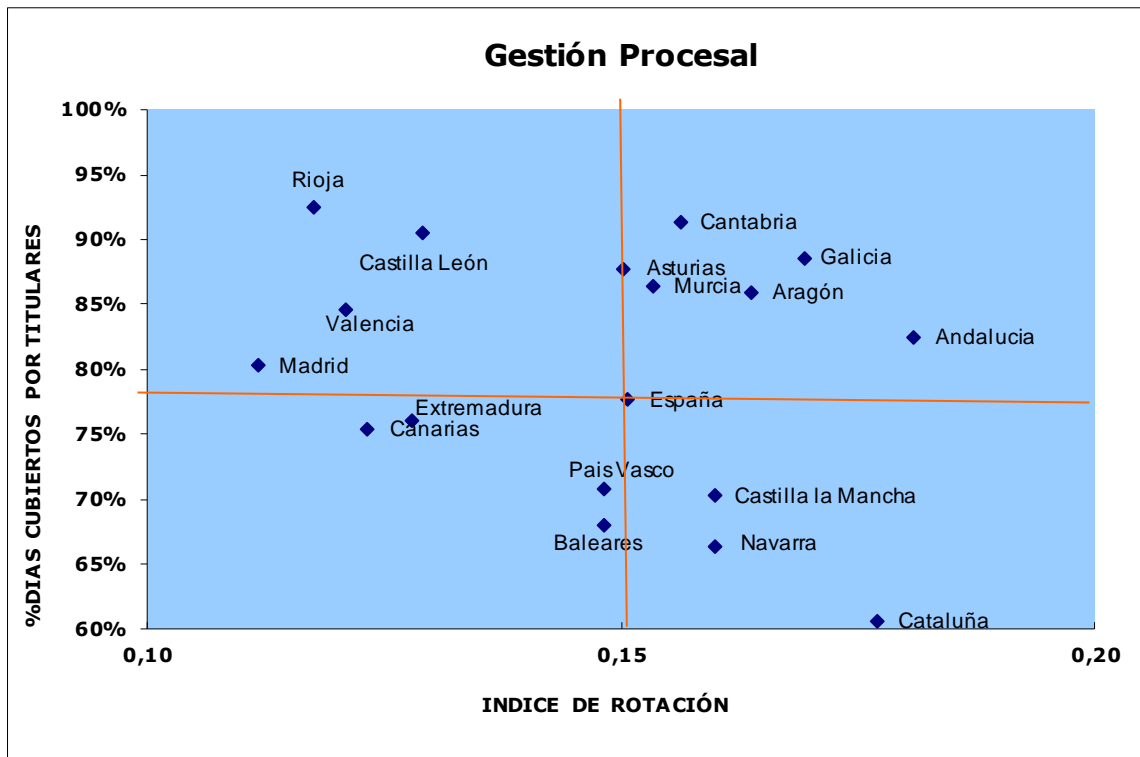 Gestión Procesal
100%
95%
90%
85%
80%
75%
70%
65%
60%
%DIAS CUBIERTOS POR TITULARES
Rioja
Cantabria
Castilla León
Galicia
Asturias
Murcia
Aragón
Valencia
Andalucia
Madrid
España
Extremadura
Canarias
Pais Vasco
Castilla la Mancha
Baleares
Navarra
Cataluña
0,10
0,15
0,20
INDICE DE ROTACIÓN